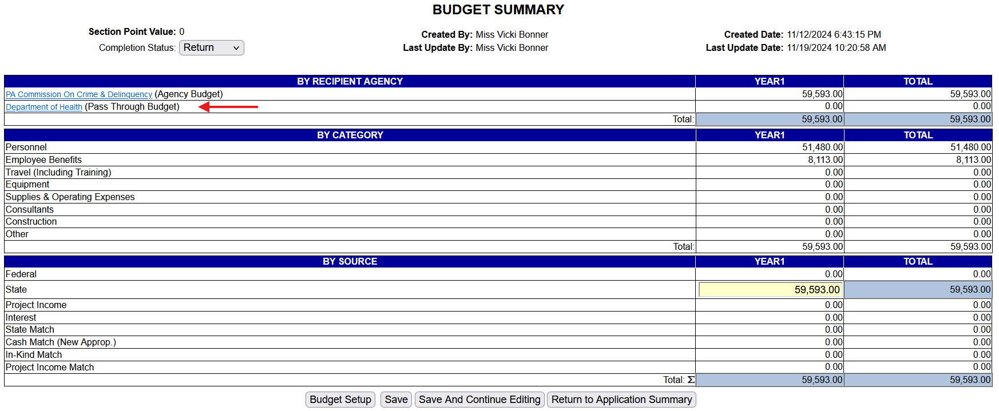 BUDGET SUMMARY
Section Point Value: 0
Completion Status: Return
Created By: Miss Vicki Bonner
Last Update By: Miss Vicki Bonner
Created Date: 11/12/2024 6:43:15 PM
Last Update Date: 11/19/2024 10:20:58 AM
BY RECIPIENT AGENCY YEAR1 TOTAL
PA Commission On Crime & Delinquency (Agency Budget) 59,593.00 59,593.00
Department of Health (Pass Through Budget) 0.00 0.00
Total: 59,593.00 59,593.00
BY CATEGORY YEAR1 TOTAL
Personnel 51,480.00 51,480.00
Employee Benefits 8,113.00 8,113.00
Travel (Including Training) 0.00 0.00
Equipment 0.00 0.00
Supplies & Operating Expenses 0.00 0.00
Consultants 0.00 0.00
Construction 0.00 0.00
Other 0.00 0.00
Total: 59,593.00 59,593.00
BY SOURCE YEAR1 TOTAL
Federal 0.00 0.00
State 59,593.00 59,593.00
Project Income 0.00 0.00
Interest 0.00 0.00
State Match 0.00 0.00
Cash Match (New Approp.) 0.00 0.00
In-Kind Match 0.00 0.00
Project Income Match 0.00 0.00
Total: Σ 59,593.00 59,593.00
Budget Setup Save Save And Continue Editing Return to Application Summary